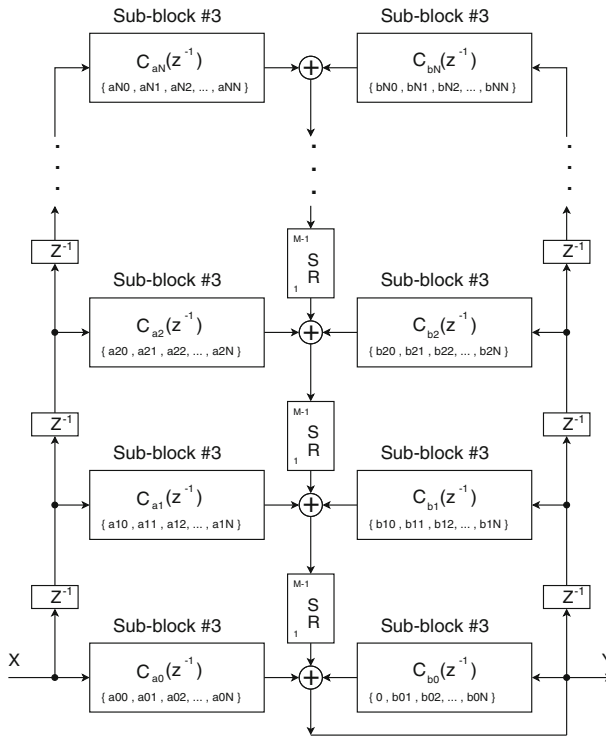 Sub-block #3 Sub-block #3
C_aN(z^-1) C_bN(z^-1)
{ aN0 , aN1 , aN2, ... , aNN } { bN0 , bN1 , bN2, ... , bNN }
Z^-1 M-1 S R 1 Z^-1
Sub-block #3 Sub-block #3
C_a2(z^-1) C_b2(z^-1)
{ a20 , a21 , a22, ... , a2N } { b20 , b21 , b22, ... , b2N }
Z^-1 M-1 S R 1 Z^-1
Sub-block #3 Sub-block #3
C_a1(z^-1) C_b1(z^-1)
{ a10 , a11 , a12, ... , a1N } { b10 , b11 , b12, ... , b1N }
Z^-1 M-1 S R 1 Z^-1
Sub-block #3 Sub-block #3
X C_a0(z^-1) C_b0(z^-1) Y
{ a00 , a01 , a02, ... , a0N } { 0 , b01 , b02, ... , b0N }